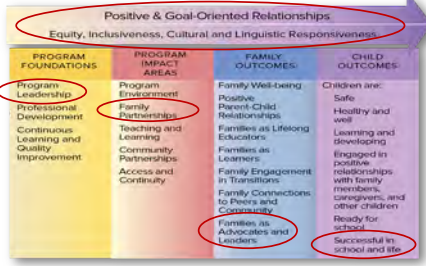 Positive & Goal-Oriented Relationships
Equity, Inclusiveness, Cultural and Linguistic Responsiveness
PROGRAM
FOUNDATIONS
Program
Leadership
Professional
Development
Continuous
Learning and
Quality
Improvement
PROGRAM
IMPACT
AREAS
Program
Environment
Family
Partnerships
Teaching and
Learning
Community
Partnerships
Access and
Continuity
FAMILY
OUTCOMES
Family Well-being
Positive
Parent-Child
Relationships
Families as Lifelong
Educators
Families as
Learners
Family Engagement
in Transitions
Family Connections
to Peers and
Community
Families as
Advocates and
Leaders
CHILD
OUTCOMES
Children are:
Safe
Healthy and
well
Learning and
developing
Engaged in
positive
relationships
with family
members,
caregivers, and
other children
Ready for
school
Successful in
school and life